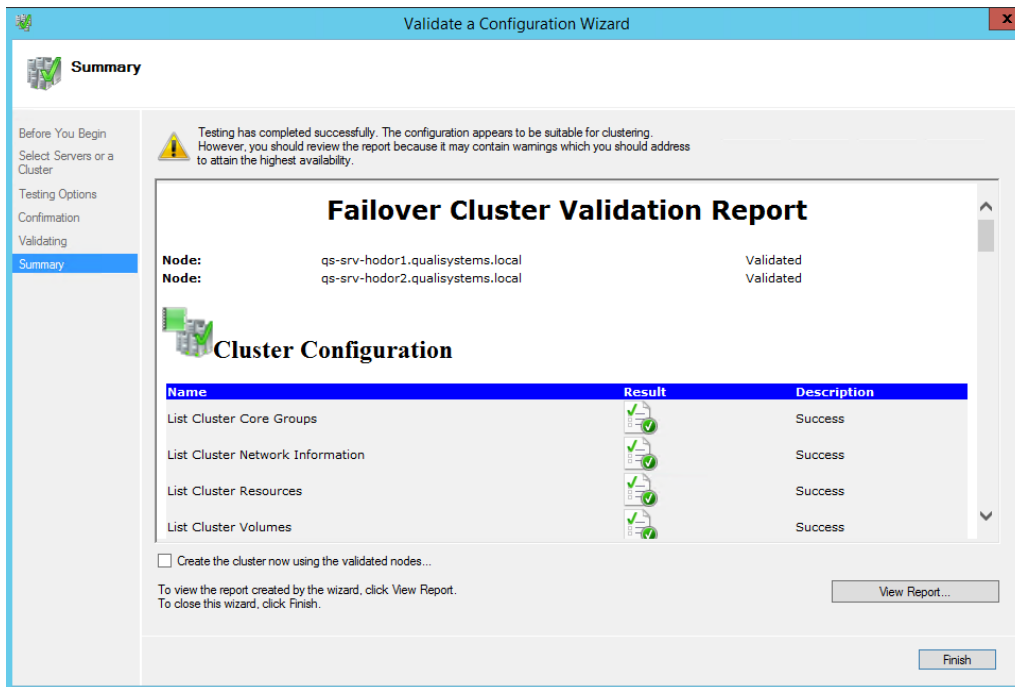 Validate a Configuration Wizard
x
Summary
Before You Begin
Select Servers or a
Cluster
Testing Options
Confirmation
Validating
Summary
Testing has completed successfully. The configuration appears to be suitable for clustering.
However, you should review the report because it may contain warnings which you should address
to attain the highest availability.
Failover Cluster Validation Report
Node: qs-srv-hodor1.qualisystems.local Validated
Node: qs-srv-hodor2.qualisystems.local Validated
Cluster Configuration
Name Result Description
List Cluster Core Groups Success
List Cluster Network Information Success
List Cluster Resources Success
List Cluster Volumes Success
Create the cluster now using the validated nodes...
To view the report created by the wizard, click View Report.
To close this wizard, click Finish.
View Report...
Finish